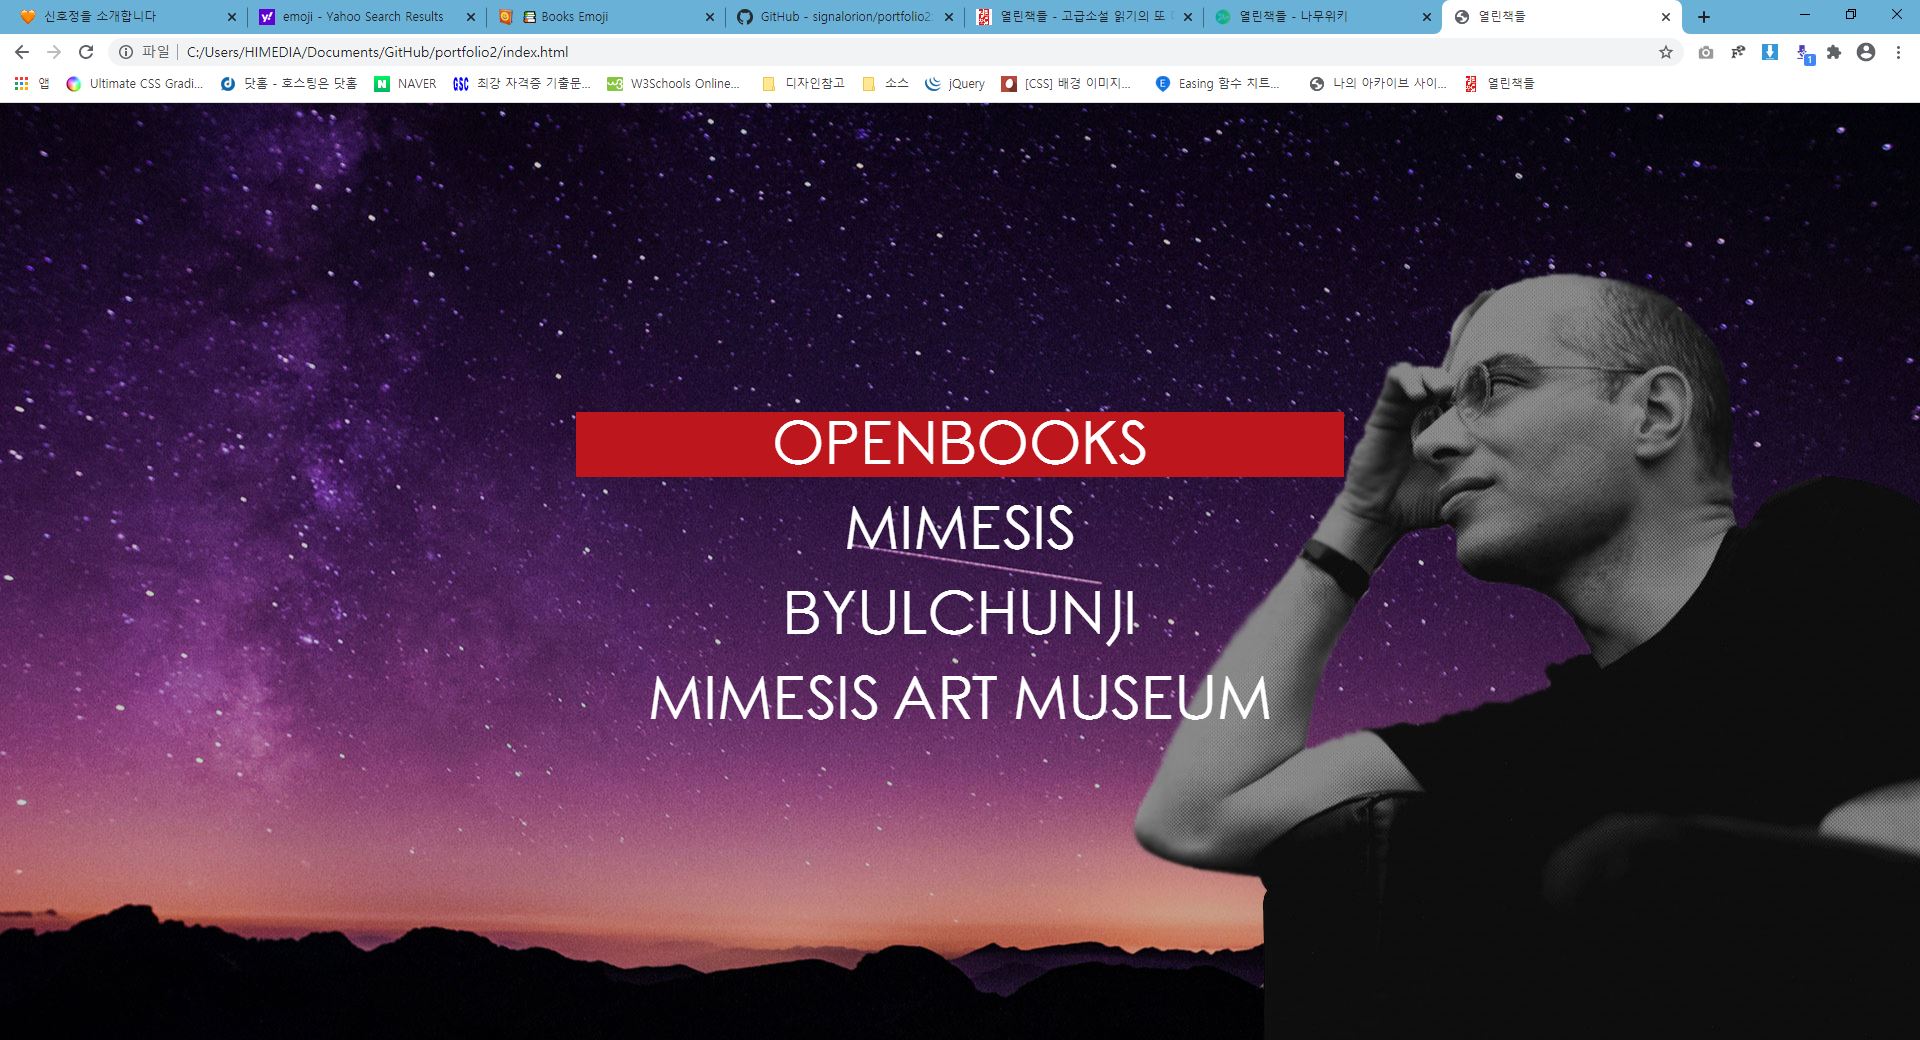 신호정을 소개합니다
emoji - Yahoo Search Results
Books Emoji
GitHub - signalorion/portfolio2:
열린책들 - 고급소설 읽기의 또
열린책들 - 나무위키
열린책들
파일
C:/Users/HIMEDIA/Documents/GitHub/portfolio2/index.html
1
앱
Ultimate CSS Gradi...
닷홈 - 호스팅은 닷홈
NAVER
GSC 최강 자격증 기출문...
W3Schools Online...
디자인참고
소스
jQuery
[CSS] 배경 이미지...
Easing 함수 치트...
나의 아카이브 사이...
열린책들
OPENBOOKS
MIMESIS
BYULCHUNJI
MIMESIS ART MUSEUM